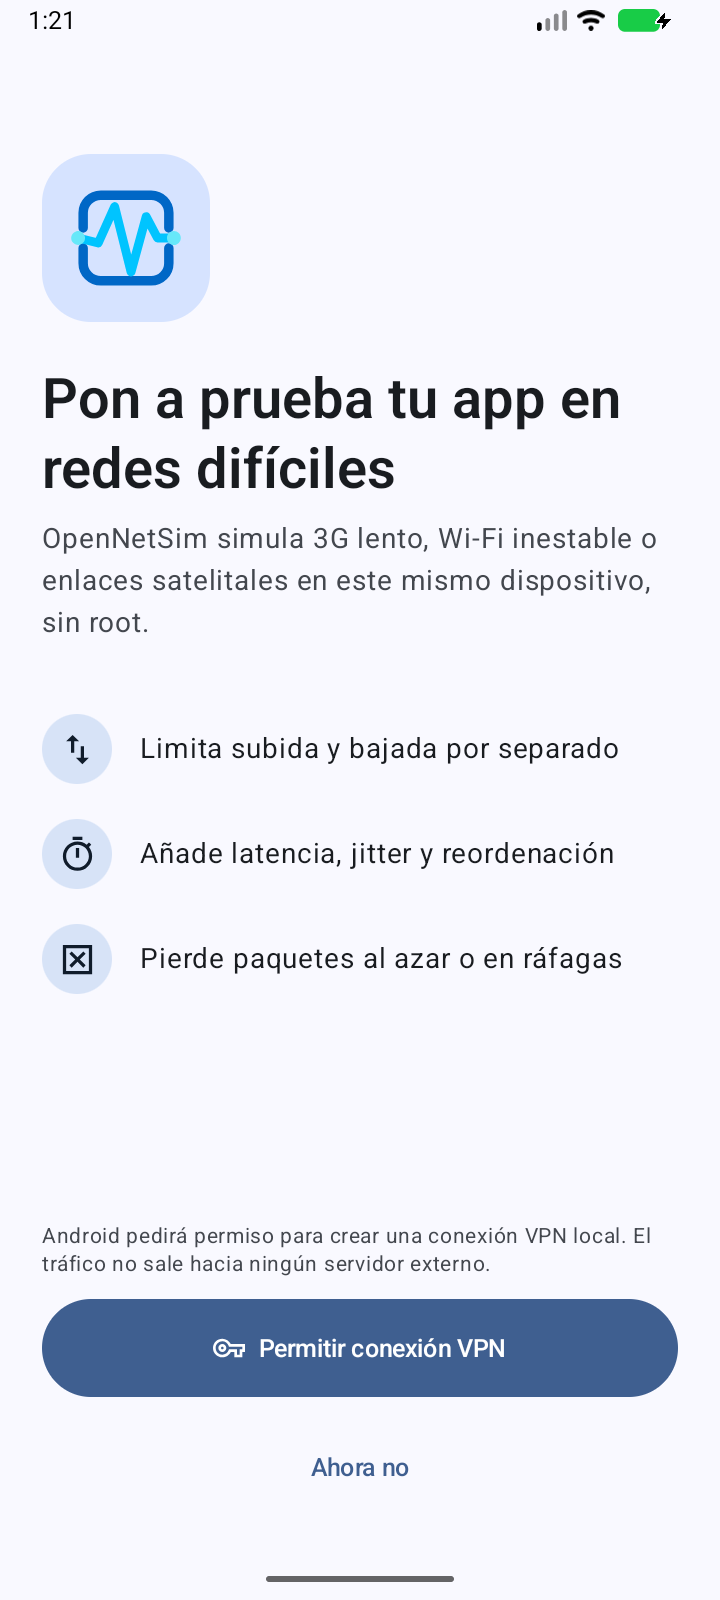 1:21
Pon a prueba tu app en
redes difíciles
OpenNetSim simula 3G lento, Wi-Fi inestable o
enlaces satelitales en este mismo dispositivo,
sin root.
Limita subida y bajada por separado
Añade latencia, jitter y reordenación
Pierde paquetes al azar o en ráfagas
Android pedirá permiso para crear una conexión VPN local. El
tráfico no sale hacia ningún servidor externo.
Permitir conexión VPN
Ahora no